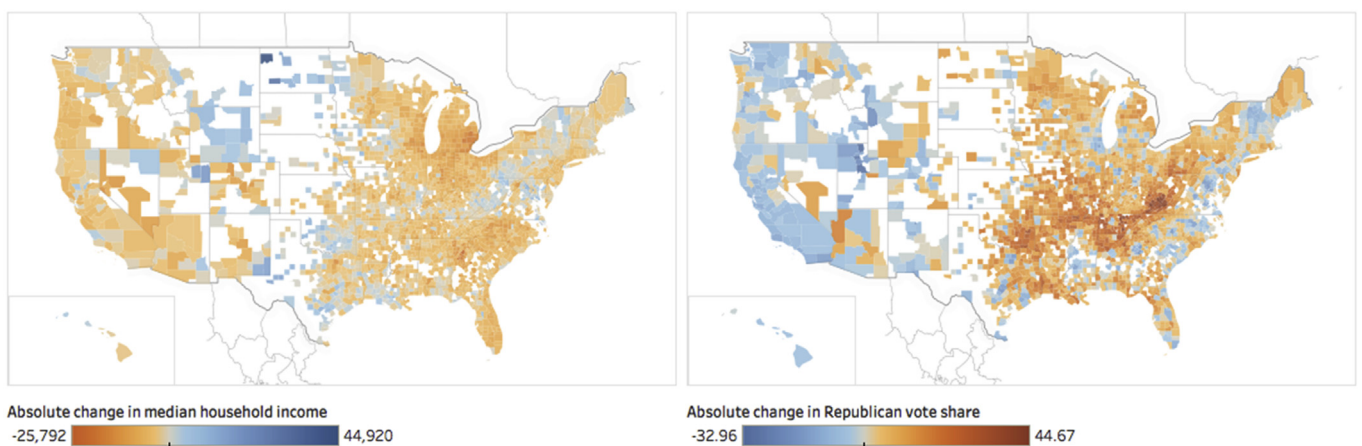 Absolute change in median household income
-25,792 44,920
Absolute change in Republican vote share
-32.96 44.67